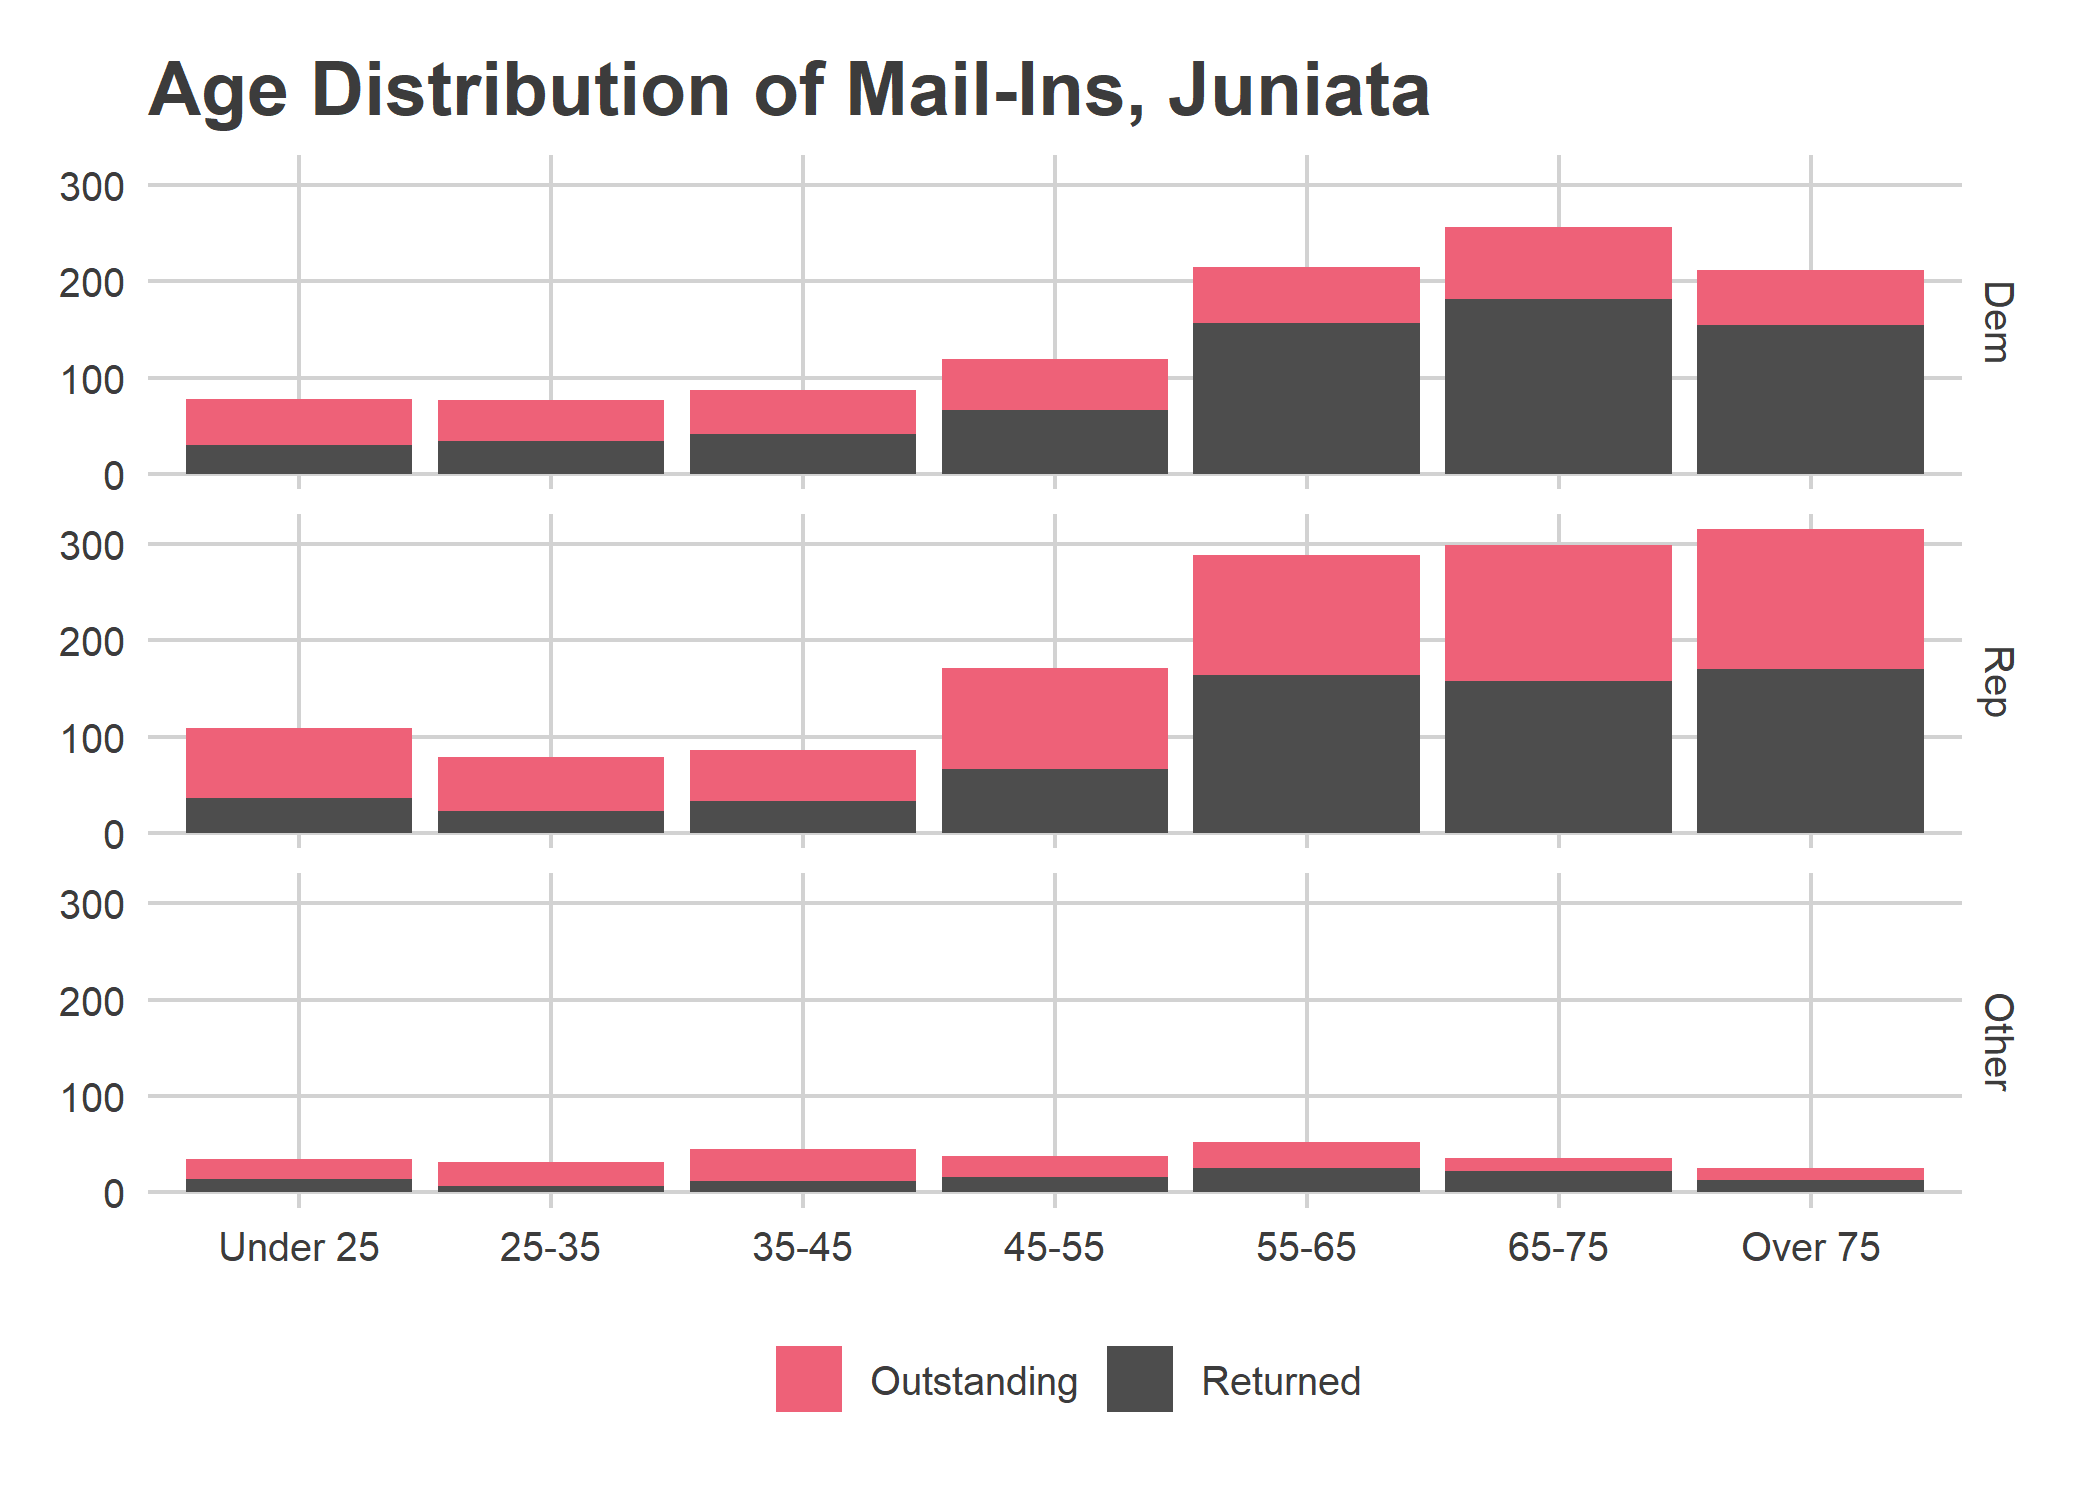 Age Distribution of Mail-Ins, Juniata
300
200
100
0
Dem
300
200
100
0
Rep
300
200
100
0
Other
Under 25 25-35 35-45 45-55 55-65 65-75 Over 75
Outstanding Returned